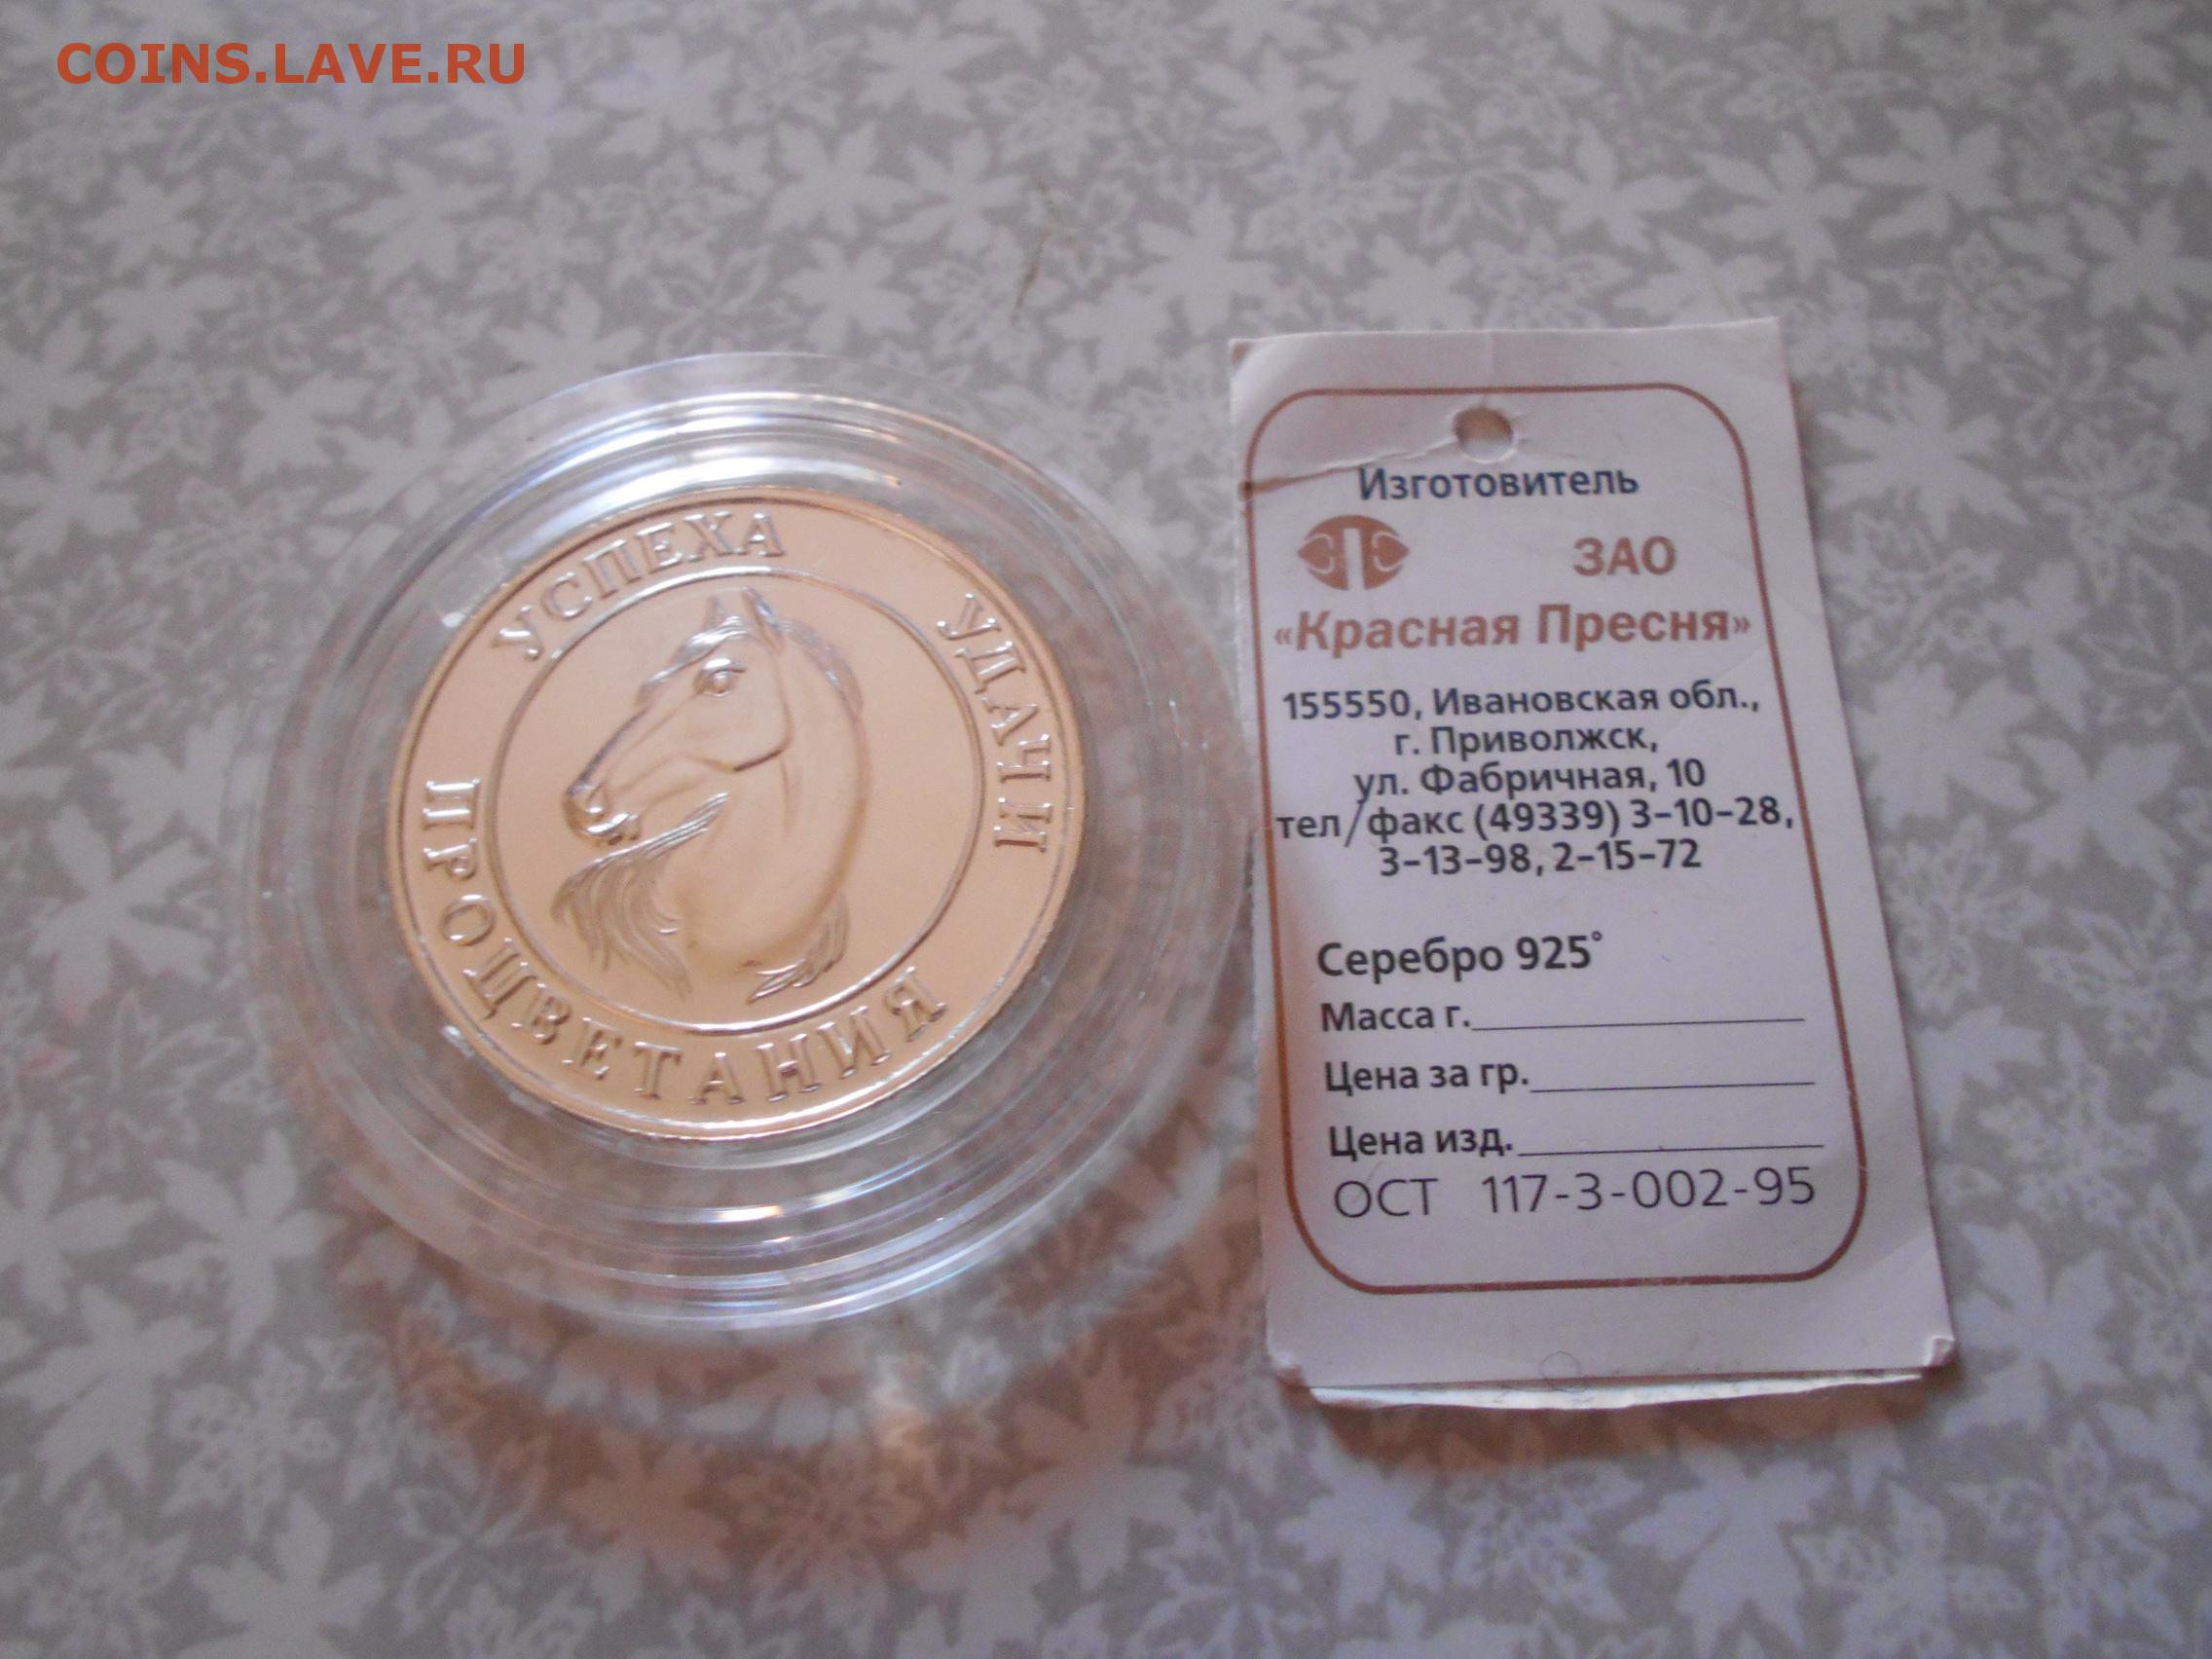 COINS.LAVE.RU
УСПЕХА
УДАЧИ
ПРОЦВЕТАНИЯ
Изготовитель
ЗАО
«Красная Пресня»
155550, Ивановская обл.,
г. Приволжск,
ул. Фабричная, 10
тел/факс (49339) 3-10-28,
3-13-98, 2-15-72
Серебро 925°
Масса г.
Цена за гр.
Цена изд.
ОСТ 117-3-002-95